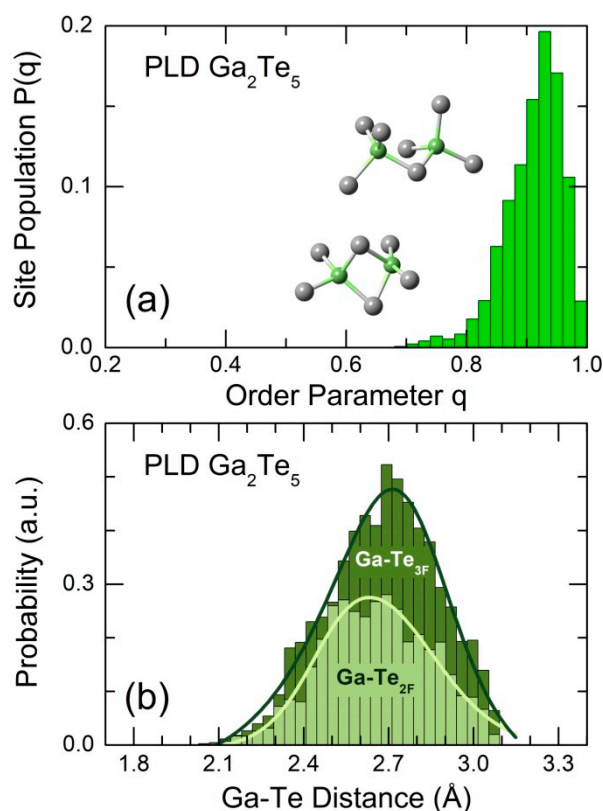 0.2
PLD Ga₂Te₅
Site Population P(q)
0.1
(a)
0.0
0.2 0.4 0.6 0.8 1.0
Order Parameter q
0.6
PLD Ga₂Te₅
Probability (a.u.)
Ga-Te₃F
0.3
Ga-Te₂F
(b)
0.0
1.8 2.1 2.4 2.7 3.0 3.3
Ga-Te Distance (Å)